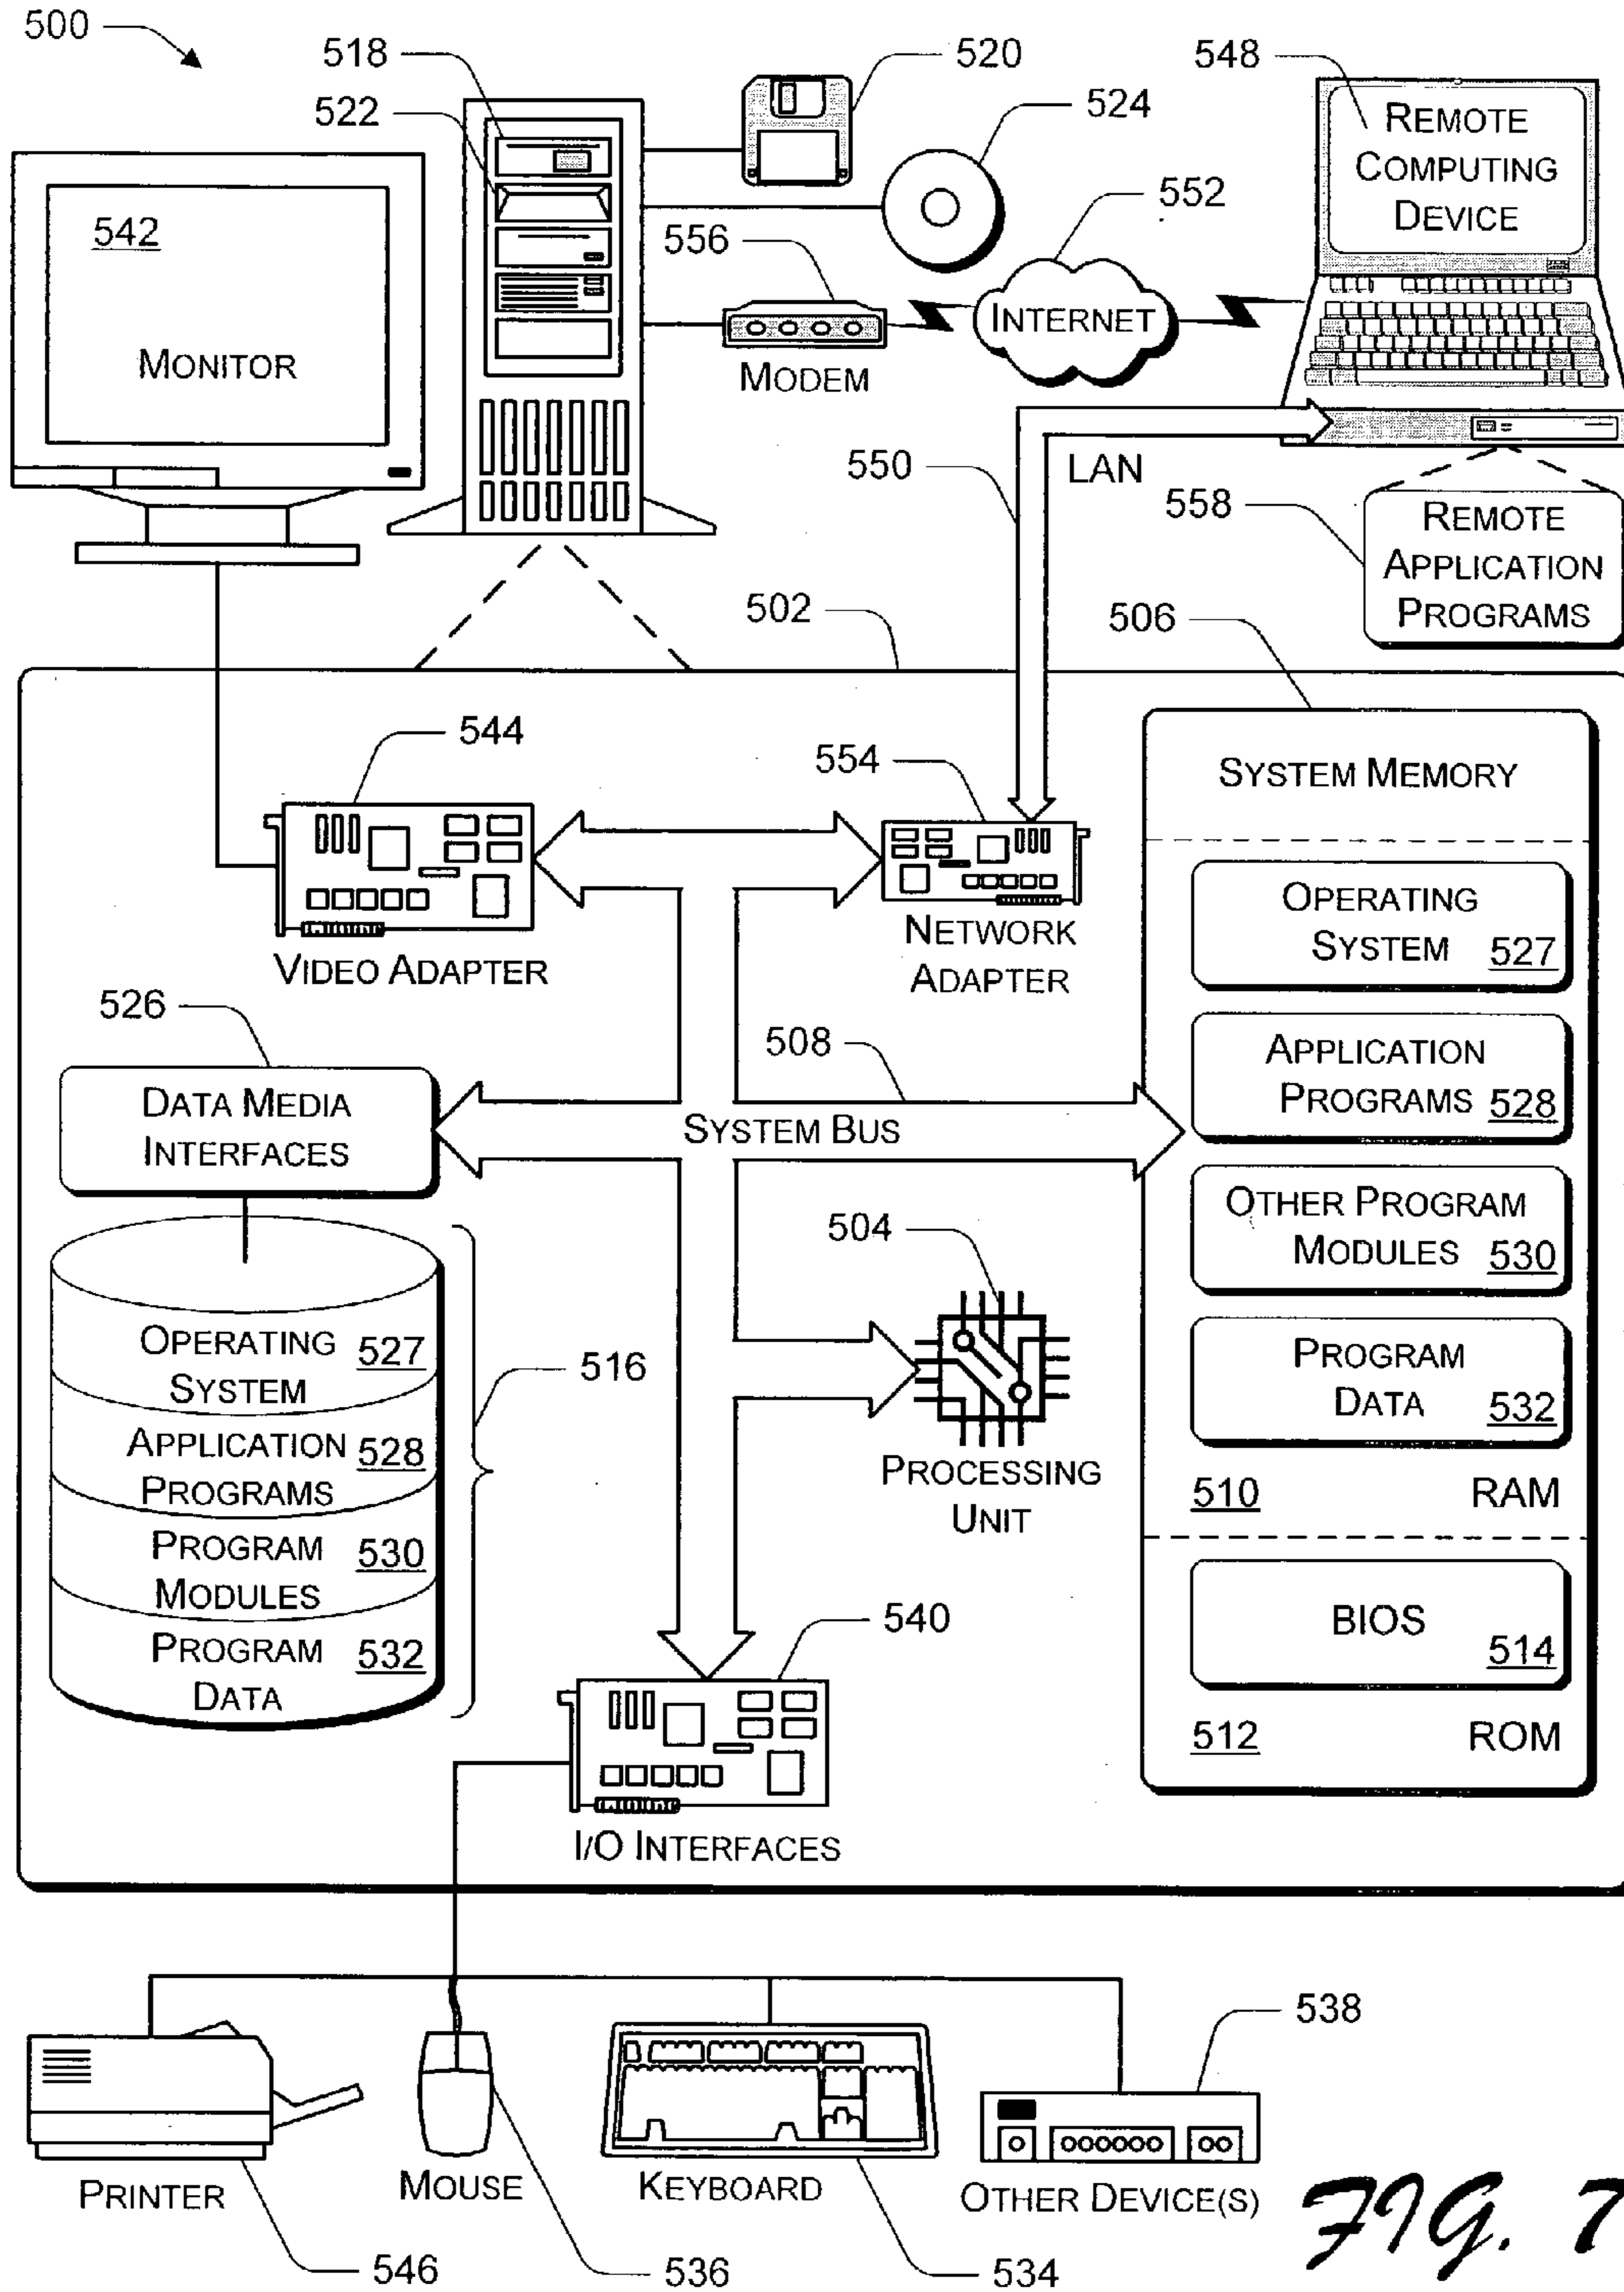 500
518
520
548
522
524
REMOTE
COMPUTING
DEVICE
552
542
556
INTERNET
MONITOR
MODEM
550
LAN
558
REMOTE
APPLICATION
PROGRAMS
502
506
544
554
SYSTEM MEMORY
VIDEO ADAPTER
NETWORK
ADAPTER
OPERATING
SYSTEM 527
526
508
APPLICATION
PROGRAMS 528
DATA MEDIA
INTERFACES
SYSTEM BUS
OTHER PROGRAM
MODULES 530
504
OPERATING
SYSTEM 527
516
PROGRAM
DATA 532
APPLICATION
PROGRAMS 528
PROCESSING
UNIT
510 RAM
PROGRAM
MODULES 530
540
BIOS
514
PROGRAM
DATA 532
512 ROM
I/O INTERFACES
538
PRINTER
MOUSE
KEYBOARD
OTHER DEVICE(S)
546
536
534
FIG. 7